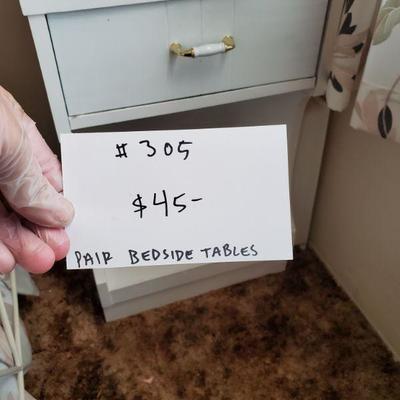 # 305
$45-
PAIR BEDSIDE TABLES